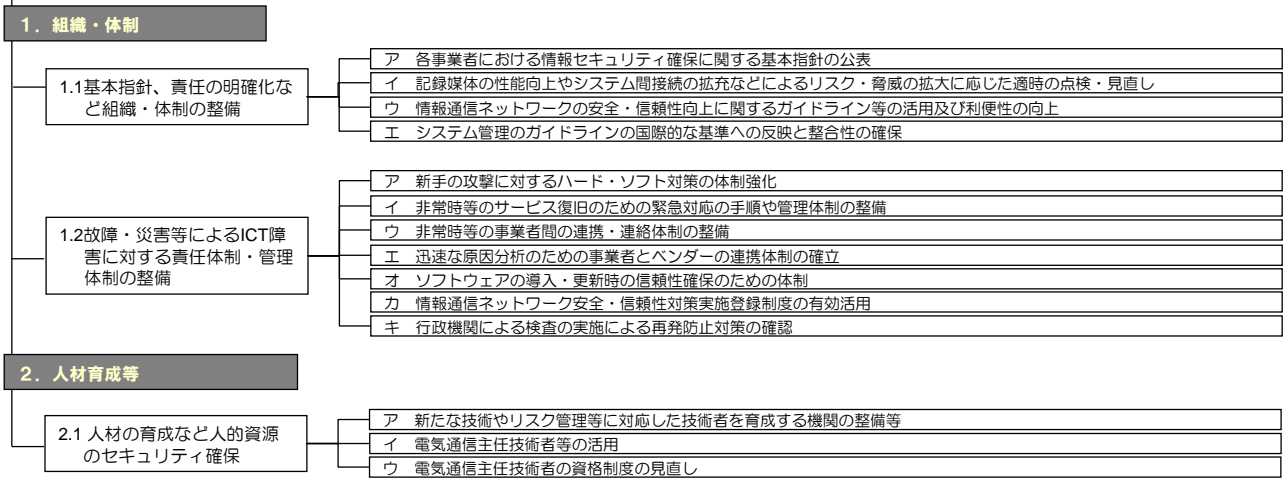 1．組織・体制
1.1基本指針、責任の明確化な
ど組織・体制の整備
ア　各事業者における情報セキュリティ確保に関する基本指針の公表
イ　記録媒体の性能向上やシステム間接続の拡充などによるリスク・脅威の拡大に応じた適時の点検・見直し
ウ　情報通信ネットワークの安全・信頼性向上に関するガイドライン等の活用及び利便性の向上
エ　システム管理のガイドラインの国際的な基準への反映と整合性の確保
1.2故障・災害等によるICT障
害に対する責任体制・管理
体制の整備
ア　新手の攻撃に対するハード・ソフト対策の体制強化
イ　非常時等のサービス復旧のための緊急対応の手順や管理体制の整備
ウ　非常時等の事業者間の連携・連絡体制の整備
エ　迅速な原因分析のための事業者とベンダーの連携体制の確立
オ　ソフトウェアの導入・更新時の信頼性確保のための体制
カ　情報通信ネットワーク安全・信頼性対策実施登録制度の有効活用
キ　行政機関による検査の実施による再発防止対策の確認
2．人材育成等
2.1 人材の育成など人的資源
のセキュリティ確保
ア　新たな技術やリスク管理等に対応した技術者を育成する機関の整備等
イ　電気通信主任技術者等の活用
ウ　電気通信主任技術者の資格制度の見直し